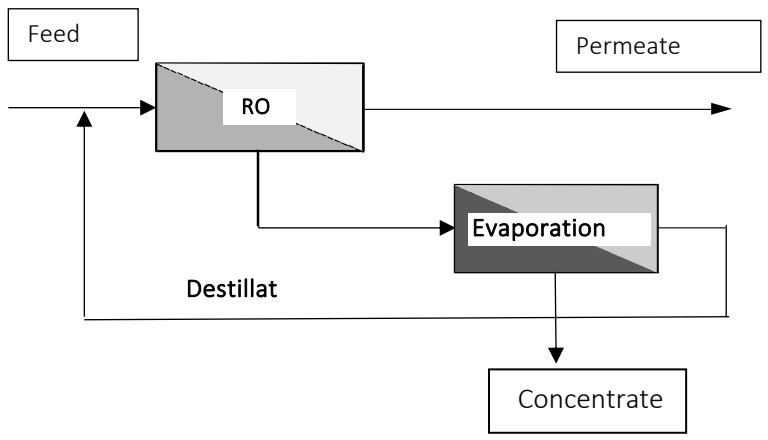 Feed
Permeate
RO
Evaporation
Destillat
Concentrate